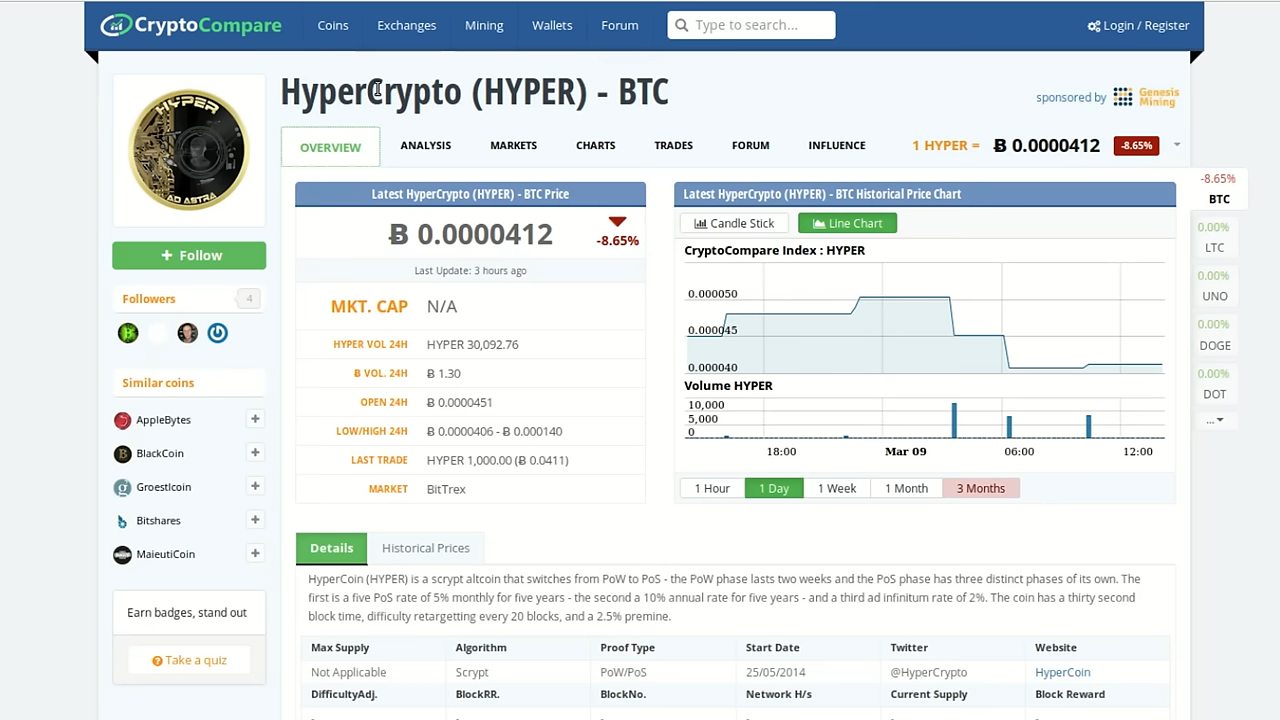 CryptoCompare
Coins
Exchanges
Mining
Wallets
Forum
Type to search...
Login / Register
HYPER
AD ASTRA
HyperCrypto (HYPER) - BTC
sponsored by
Genesis
Mining
OVERVIEW
ANALYSIS
MARKETS
CHARTS
TRADES
FORUM
INFLUENCE
1 HYPER =
Ƀ 0.0000412
-8.65%
Follow
Followers
4
Similar coins
AppleBytes
BlackCoin
GroestIcoin
Bitshares
MaieutiCoin
Earn badges, stand out
Take a quiz
Latest HyperCrypto (HYPER) - BTC Price
Ƀ 0.0000412
-8.65%
Last Update: 3 hours ago
MKT. CAP N/A
HYPER VOL 24H HYPER 30,092.76
Ƀ VOL. 24H Ƀ 1.30
OPEN 24H Ƀ 0.0000451
LOW/HIGH 24H Ƀ 0.0000406 - Ƀ 0.000140
LAST TRADE HYPER 1,000.00 (Ƀ 0.0411)
MARKET BitTrex
Latest HyperCrypto (HYPER) - BTC Historical Price Chart
Candle Stick
Line Chart
CryptoCompare Index : HYPER
0.000050
0.000045
0.000040
Volume HYPER
10,000
5,000
0
18:00 Mar 09 06:00 12:00
1 Hour
1 Day
1 Week
1 Month
3 Months
-8.65%
BTC
0.00%
LTC
0.00%
UNO
0.00%
DOGE
0.00%
DOT
...
Details
Historical Prices
HyperCoin (HYPER) is a scrypt altcoin that switches from PoW to PoS - the PoW phase lasts two weeks and the PoS phase has three distinct phases of its own. The
first is a five PoS rate of 5% monthly for five years - the second a 10% annual rate for five years - and a third ad infinitum rate of 2%. The coin has a thirty second
block time, difficulty retargetting every 20 blocks, and a 2.5% premine.
Max Supply Algorithm Proof Type Start Date Twitter Website
Not Applicable Scrypt PoW/PoS 25/05/2014 @HyperCrypto HyperCoin
DifficultyAdj. BlockRR. BlockNo. Network H/s Current Supply Block Reward
- - - - - -